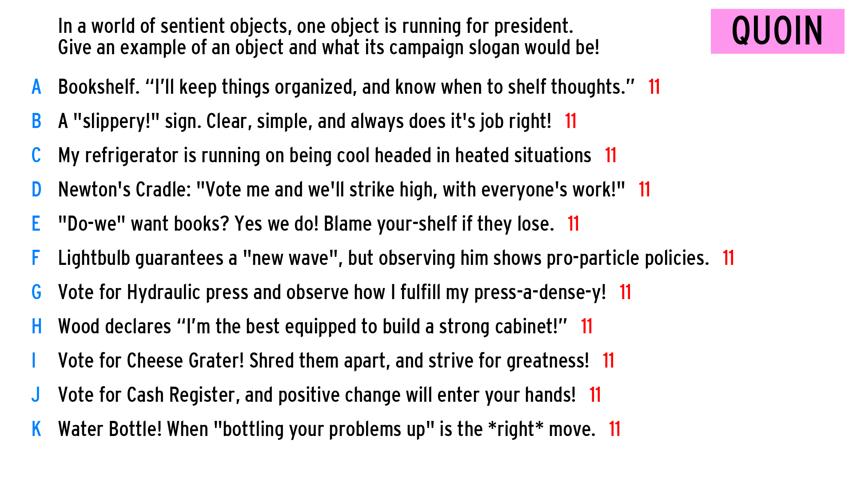 In a world of sentient objects, one object is running for president.
Give an example of an object and what its campaign slogan would be!
QUOIN
A Bookshelf. “I’ll keep things organized, and know when to shelf thoughts.” 11
B A "slippery!" sign. Clear, simple, and always does it's job right! 11
C My refrigerator is running on being cool headed in heated situations 11
D Newton's Cradle: "Vote me and we'll strike high, with everyone's work!" 11
E "Do-we" want books? Yes we do! Blame your-shelf if they lose. 11
F Lightbulb guarantees a "new wave", but observing him shows pro-particle policies. 11
G Vote for Hydraulic press and observe how I fulfill my press-a-dense-y! 11
H Wood declares “I’m the best equipped to build a strong cabinet!” 11
I Vote for Cheese Grater! Shred them apart, and strive for greatness! 11
J Vote for Cash Register, and positive change will enter your hands! 11
K Water Bottle! When "bottling your problems up" is the *right* move. 11